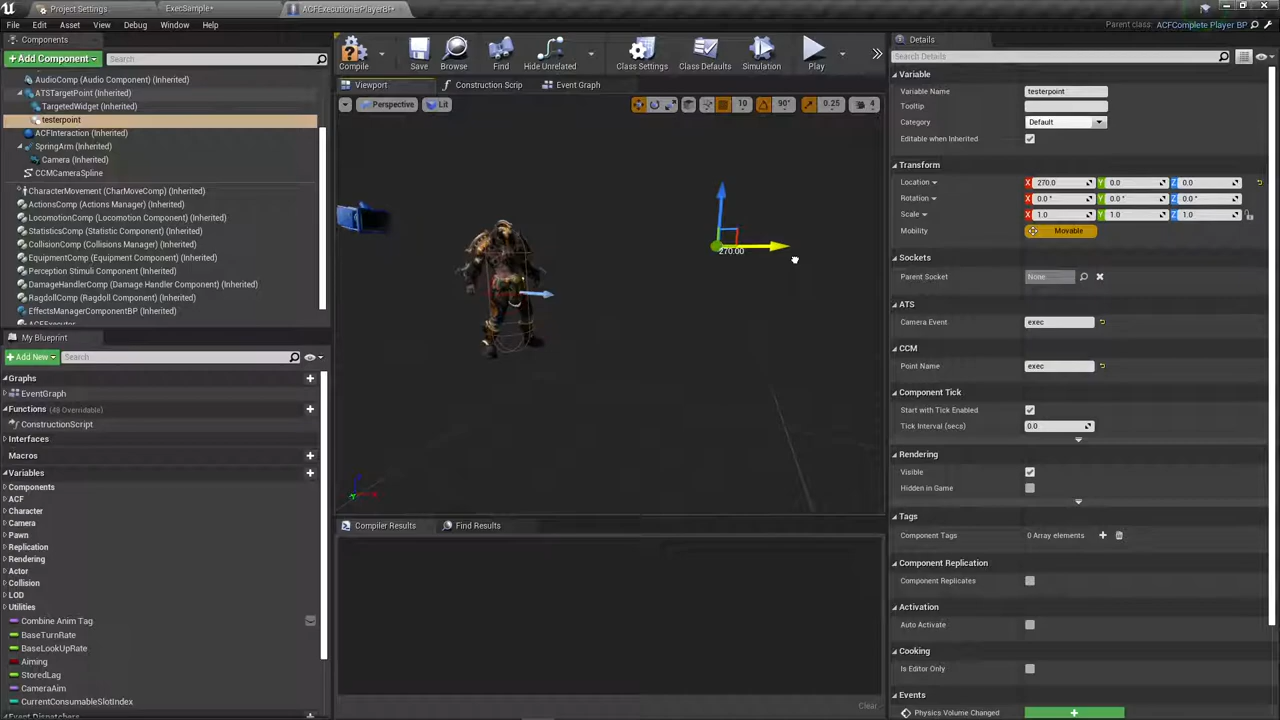 Project Settings
ExecSample*
ACFExecutionerPlayerBP*
File Edit Asset View Debug Window Help
Parent class: ACFComplete Player BP
Components
+ Add Component
Search
AudioComp (Audio Component) (Inherited)
ATSTargetPoint (Inherited)
TargetedWidget (Inherited)
testerpoint
ACFInteraction (Inherited)
SpringArm (Inherited)
Camera (Inherited)
CCMCameraSpline
CharacterMovement (CharMoveComp) (Inherited)
ActionsComp (Actions Manager) (Inherited)
LocomotionComp (Locomotion Component) (Inherited)
StatisticsComp (Statistic Component) (Inherited)
CollisionComp (Collisions Manager) (Inherited)
EquipmentComp (Equipment Component) (Inherited)
Perception Stimuli Component (Inherited)
DamageHandlerComp (Damage Handler Component) (Inherited)
RagdollComp (Ragdoll Component) (Inherited)
EffectsManagerComponentBP (Inherited)
ACFExecutor
My Blueprint
+ Add New
Search
Graphs
EventGraph
Functions (48 Overridable)
ConstructionScript
Interfaces
Macros
Variables
Components
ACF
Character
Camera
Pawn
Replication
Rendering
Actor
Collision
LOD
Utilities
Combine Anim Tag
BaseTurnRate
BaseLookUpRate
Aiming
StoredLag
CameraAim
CurrentConsumableSlotIndex
Event Dispatchers
Compile
Save
Browse
Find
Hide Unrelated
Class Settings
Class Defaults
Simulation
Play
Viewport
Construction Script
Event Graph
Perspective
Lit
10
90°
0.25
4
270.00
Compiler Results
Find Results
Clear
Details
Search Details
Variable
Variable Name testerpoint
Tooltip
Category Default
Editable when Inherited
Transform
Location X 270.0 Y 0.0 Z 0.0
Rotation X 0.0 ° Y 0.0 ° Z 0.0 °
Scale X 1.0 Y 1.0 Z 1.0
Mobility Movable
Sockets
Parent Socket None
ATS
Camera Event exec
CCM
Point Name exec
Component Tick
Start with Tick Enabled
Tick Interval (secs) 0.0
Rendering
Visible
Hidden in Game
Tags
Component Tags 0 Array elements
Component Replication
Component Replicates
Activation
Auto Activate
Cooking
Is Editor Only
Events
Physics Volume Changed